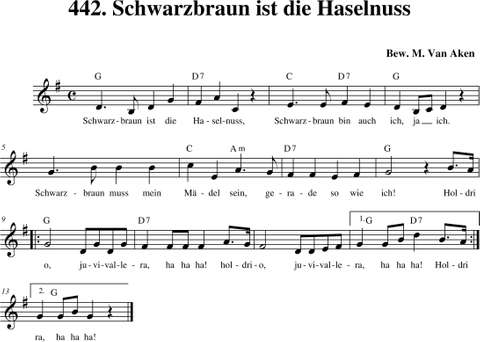 442. Schwarzbraun ist die Haselnuss
Bew. M. Van Aken
G D7 C D7 G
Schwarz-braun ist die Ha-sel-nuss, Schwarz-braun bin auch ich, ja__ ich.
5 C Am D7 G
Schwarz-braun muss mein Mä-del sein, ge-ra-de so wie ich! Hol-dri
9 G D7 G 1. G D7
o, ju-vi-val-le-ra, ha ha ha! hol-dri-o, ju-vi-val-le-ra, ha ha ha! Hol-dri
13 2. G
ra, ha ha ha!